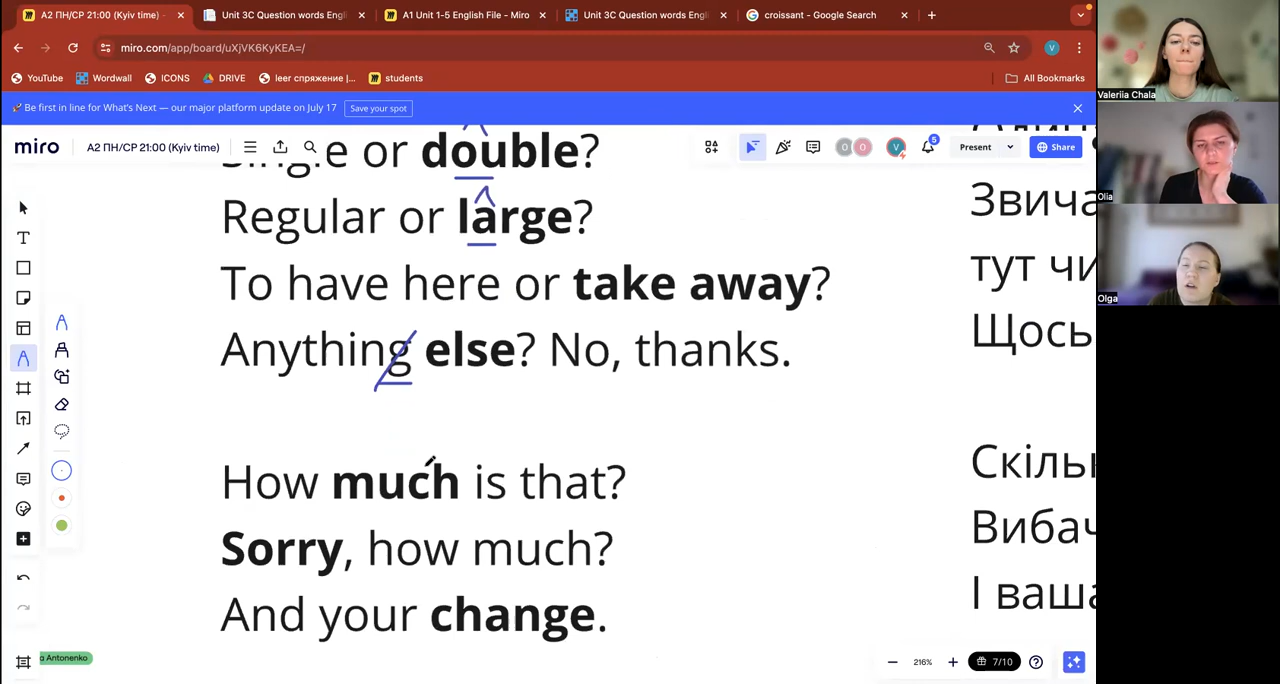 A2 ПН/СР 21:00 (Kyiv time) -
Unit 3C Question words Engl
A1 Unit 1-5 English File - Miro
Unit 3C Question words Engl
croissant - Google Search
miro.com/app/board/uXjVK6KyKEA=/
V
YouTube
Wordwall
ICONS
DRIVE
leer спряжение |...
students
All Bookmarks
🚀 Be first in line for What's Next — our major platform update on July 17
Save your spot
miro
A2 ПН/СР 21:00 (Kyiv time)
0
0
V
5
Present
Share
Single or double?
Regular or large?
To have here or take away?
Anything else? No, thanks.
How much is that?
Sorry, how much?
And your change.
Звича
тут чи
Щось
Скільк
Вибач
І ваша
a Antonenko
216%
7/10
Valeriia Chala
Olia
Olga